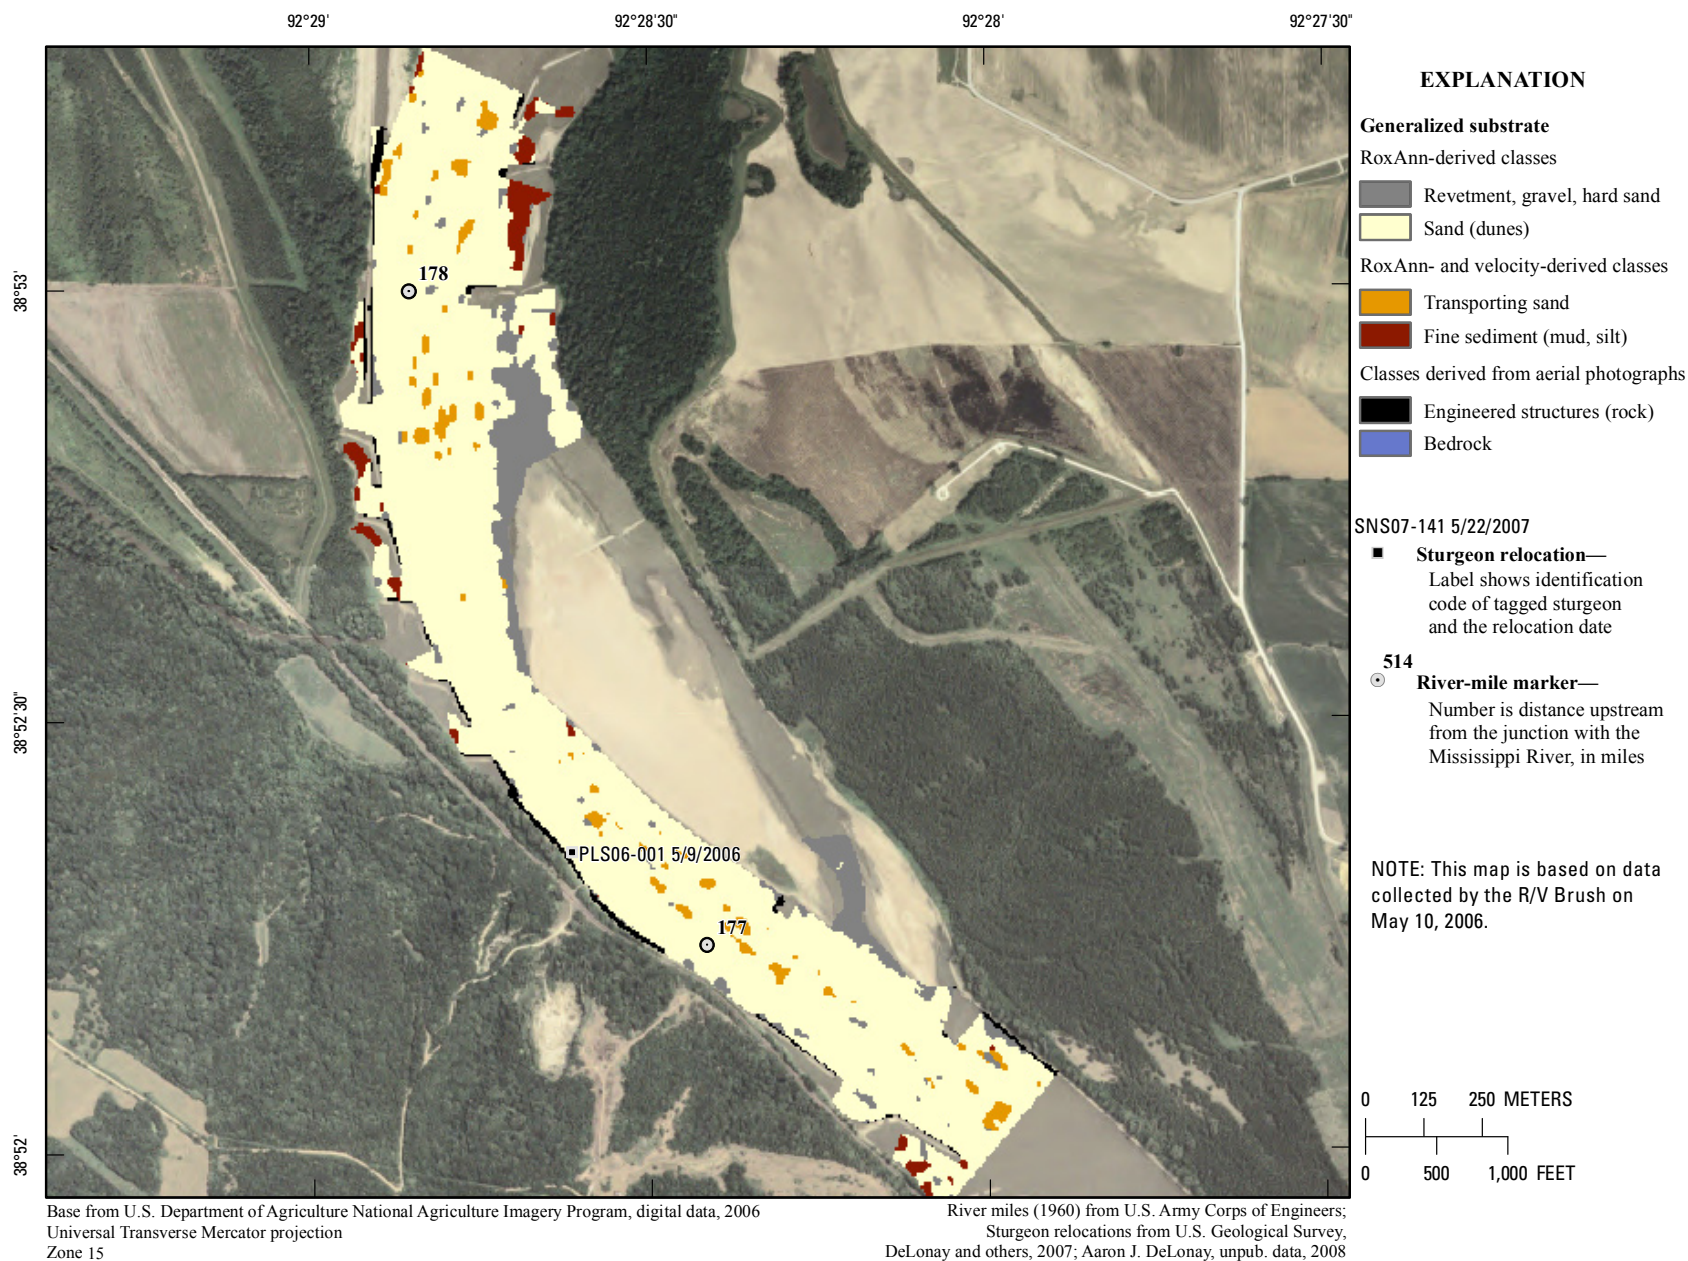 92°29'
92°28'30"
92°28'
92°27'30"
38°53'
38°52'30"
38°52'
178
PLS06-001 5/9/2006
177
EXPLANATION
Generalized substrate
RoxAnn-derived classes
Revetment, gravel, hard sand
Sand (dunes)
RoxAnn- and velocity-derived classes
Transporting sand
Fine sediment (mud, silt)
Classes derived from aerial photographs
Engineered structures (rock)
Bedrock
SNS07-141 5/22/2007
Sturgeon relocation—
Label shows identification
code of tagged sturgeon
and the relocation date
514
River-mile marker—
Number is distance upstream
from the junction with the
Mississippi River, in miles
NOTE: This map is based on data
collected by the R/V Brush on
May 10, 2006.
0 125 250 METERS
0 500 1,000 FEET
Base from U.S. Department of Agriculture National Agriculture Imagery Program, digital data, 2006
Universal Transverse Mercator projection
Zone 15
River miles (1960) from U.S. Army Corps of Engineers;
Sturgeon relocations from U.S. Geological Survey,
DeLonay and others, 2007; Aaron J. DeLonay, unpub. data, 2008